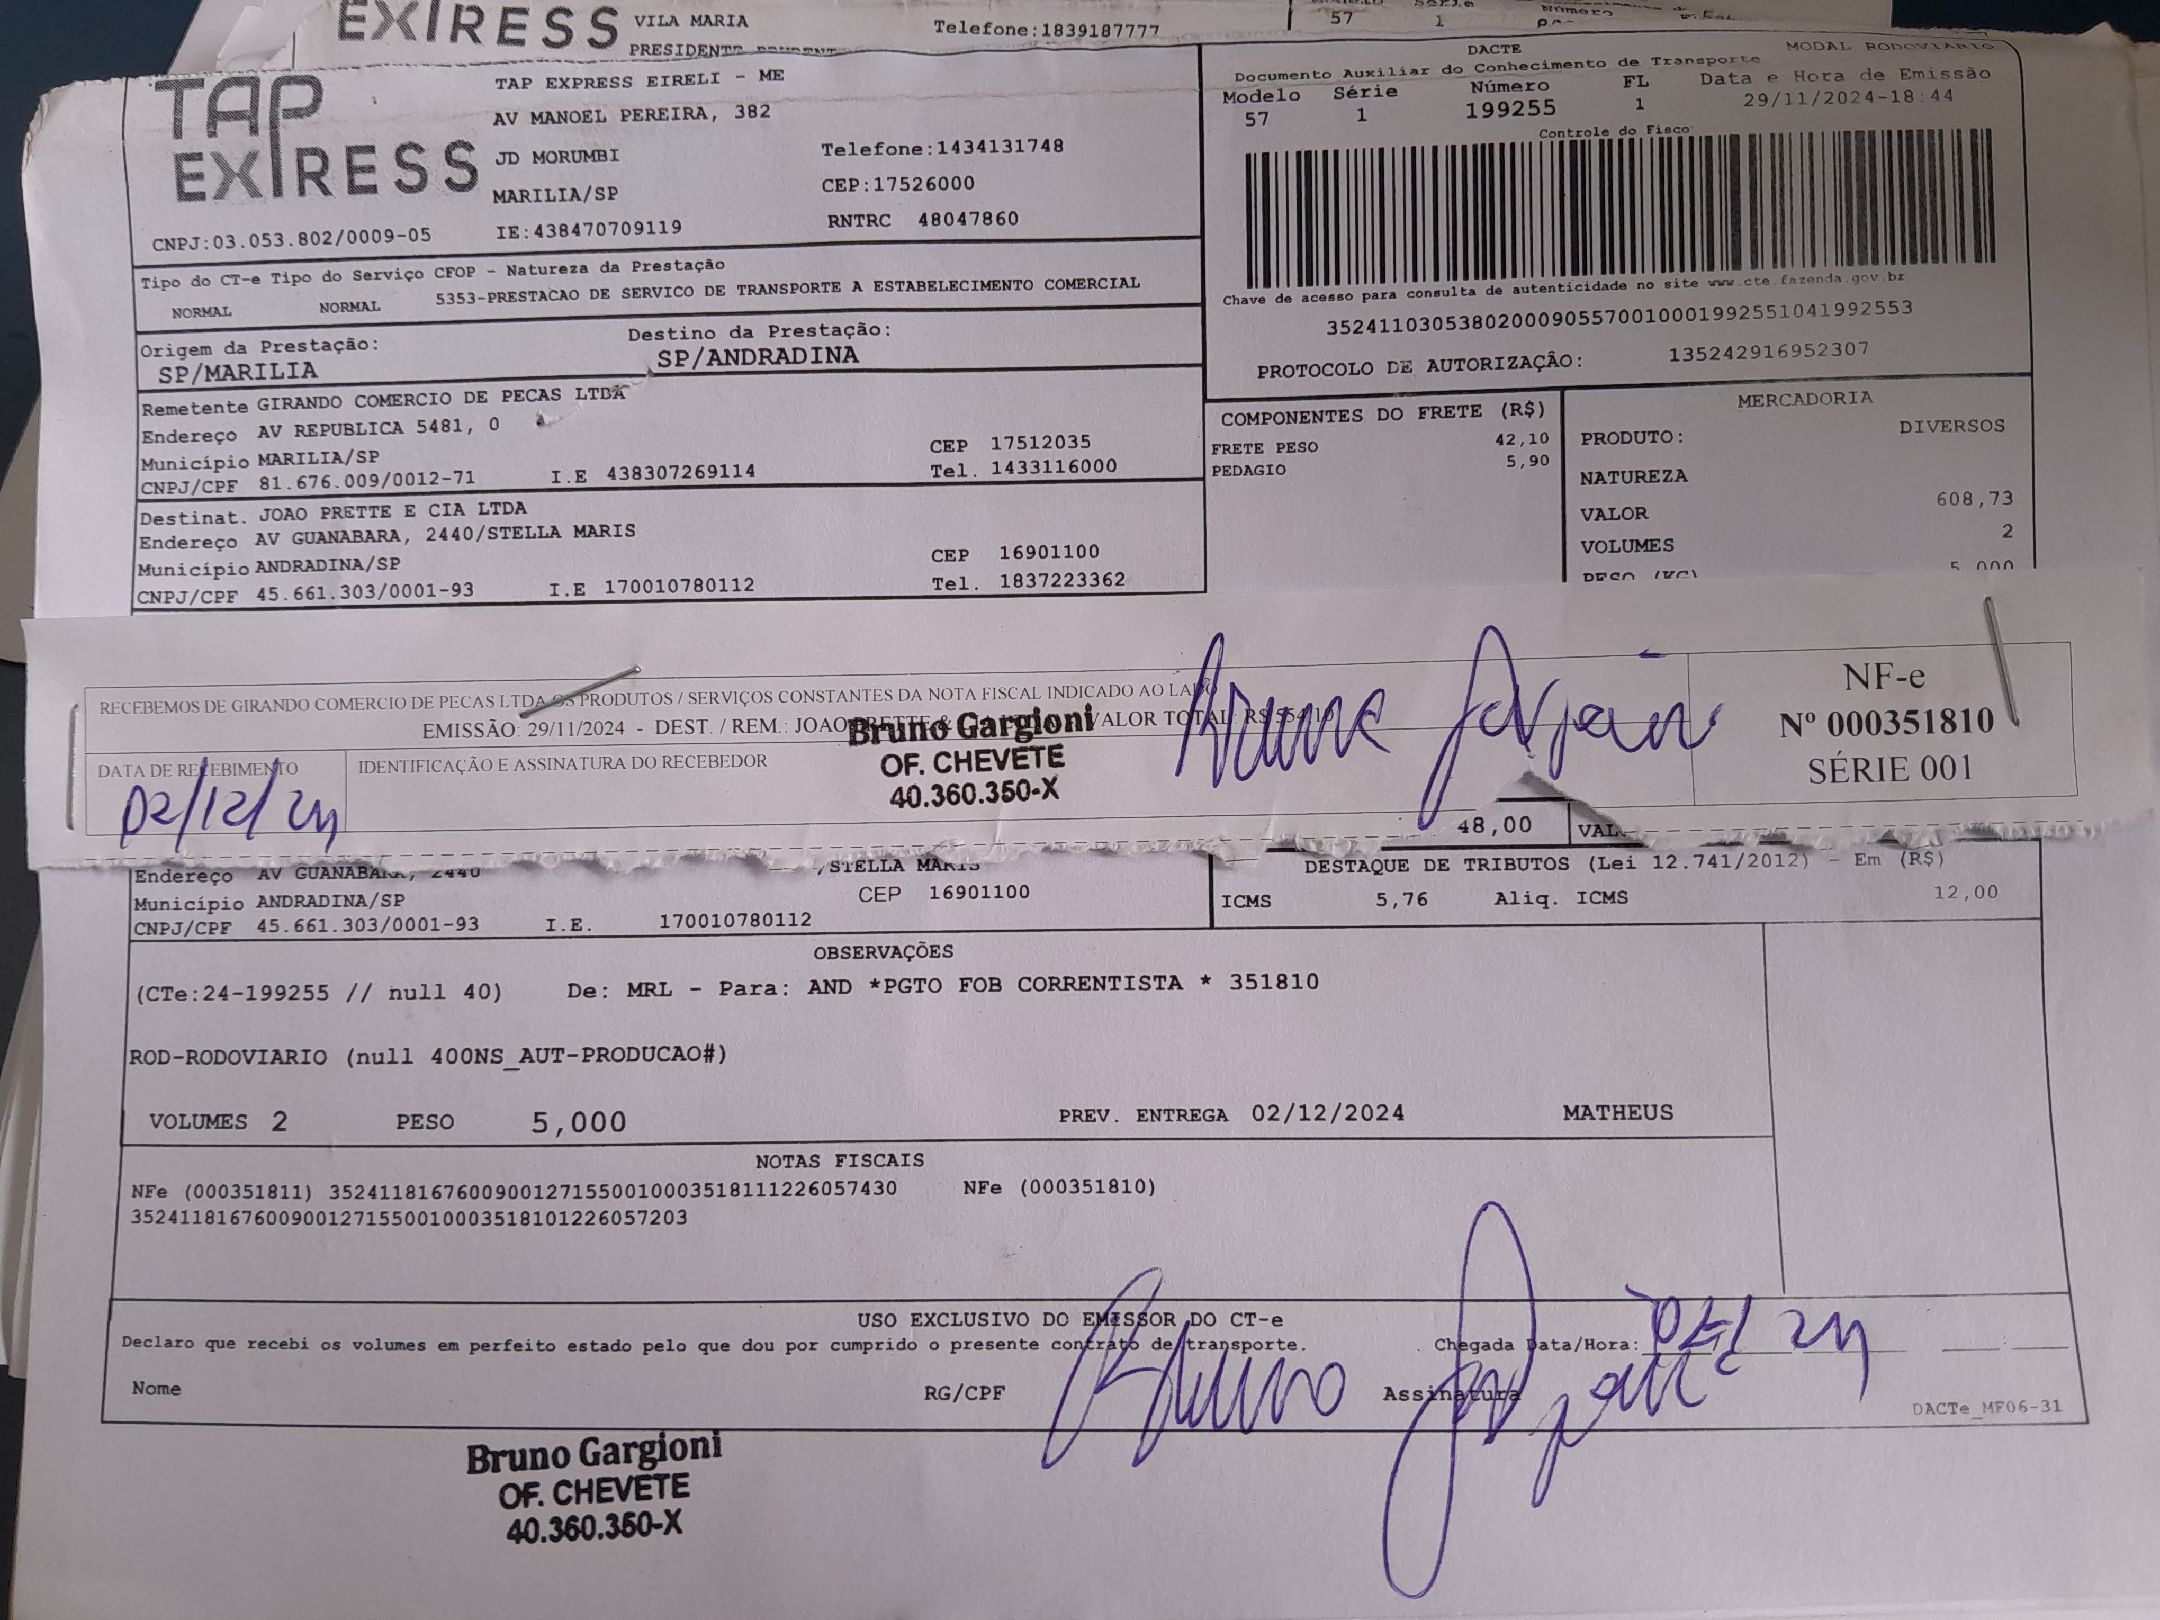 EXPRESS
VILA MARIA
Telefone:1839187777
57 1
TAP EXPRESS
TAP EXPRESS EIRELI - ME
AV MANOEL PEREIRA, 382
JD MORUMBI
Telefone:1434131748
MARILIA/SP
CEP:17526000
CNPJ:03.053.802/0009-05
IE:438470709119
RNTRC 48047860
DACTE
MODAL RODOVIARIO
Documento Auxiliar do Conhecimento de Transporte
Modelo Série Número FL Data e Hora de Emissão
57 1 199255 1 29/11/2024-18:44
Controle do Fisco
Chave de acesso para consulta de autenticidade no site www.cte.fazenda.gov.br
35241103053802000905570010001992551041992553
PROTOCOLO DE AUTORIZAÇÂO: 135242916952307
Tipo do CT-e Tipo do Serviço CFOP - Natureza da Prestação
NORMAL NORMAL 5353-PRESTACAO DE SERVICO DE TRANSPORTE A ESTABELECIMENTO COMERCIAL
Origem da Prestação: Destino da Prestação:
SP/MARILIA SP/ANDRADINA
Remetente GIRANDO COMERCIO DE PECAS LTDA
Endereço AV REPUBLICA 5481, 0
Município MARILIA/SP CEP 17512035
CNPJ/CPF 81.676.009/0012-71 I.E 438307269114 Tel. 1433116000
Destinat. JOAO PRETTE E CIA LTDA
Endereço AV GUANABARA, 2440/STELLA MARIS
Município ANDRADINA/SP CEP 16901100
CNPJ/CPF 45.661.303/0001-93 I.E 170010780112 Tel. 1837223362
COMPONENTES DO FRETE (R$)
FRETE PESO 42,10
PEDAGIO 5,90
MERCADORIA
PRODUTO: DIVERSOS
NATUREZA
VALOR 608,73
VOLUMES 2
PESO (KG) 5,000
RECEBEMOS DE GIRANDO COMERCIO DE PECAS LTDA OS PRODUTOS / SERVIÇOS CONSTANTES DA NOTA FISCAL INDICADO AO LADO
EMISSÃO: 29/11/2024 - DEST. / REM.: JOAO PRETTE & VALOR TOTAL: R$
DATA DE RECEBIMENTO
02/12/24
IDENTIFICAÇÃO E ASSINATURA DO RECEBEDOR
Bruno Gargioni
OF. CHEVETE
40.360.350-X
Bruno Gargioni
NF-e
Nº 000351810
SÉRIE 001
48,00
Endereço AV GUANABARA, 2440 /STELLA MARIS
Município ANDRADINA/SP CEP 16901100
CNPJ/CPF 45.661.303/0001-93 I.E. 170010780112
DESTAQUE DE TRIBUTOS (Lei 12.741/2012) - Em (R$)
ICMS 5,76 Aliq. ICMS 12,00
OBSERVAÇÕES
(CTe:24-199255 // null 40) De: MRL - Para: AND *PGTO FOB CORRENTISTA * 351810
ROD-RODOVIARIO (null 400NS_AUT-PRODUCAO#)
VOLUMES 2 PESO 5,000 PREV. ENTREGA 02/12/2024 MATHEUS
NOTAS FISCAIS
NFe (000351811) 35241181676009001271550010003518111226057430 NFe (000351810)
35241181676009001271550010003518101226057203
USO EXCLUSIVO DO EMISSOR DO CT-e
Declaro que recebi os volumes em perfeito estado pelo que dou por cumprido o presente contrato de transporte. Chegada Data/Hora:
Nome RG/CPF Assinatura
Bruno Gargioni
DACTe_MF06-31
Bruno Gargioni
OF. CHEVETE
40.360.350-X